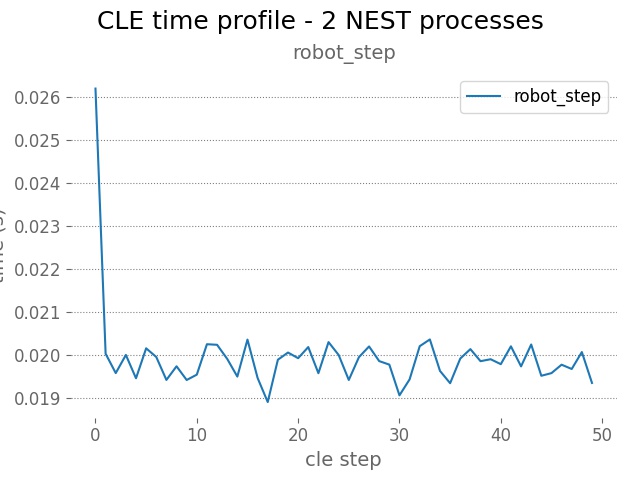 CLE time profile - 2 NEST processes
robot_step
robot_step
0.026
0.025
0.024
0.023
0.022
0.021
0.020
0.019
time (s)
0 10 20 30 40 50
cle step